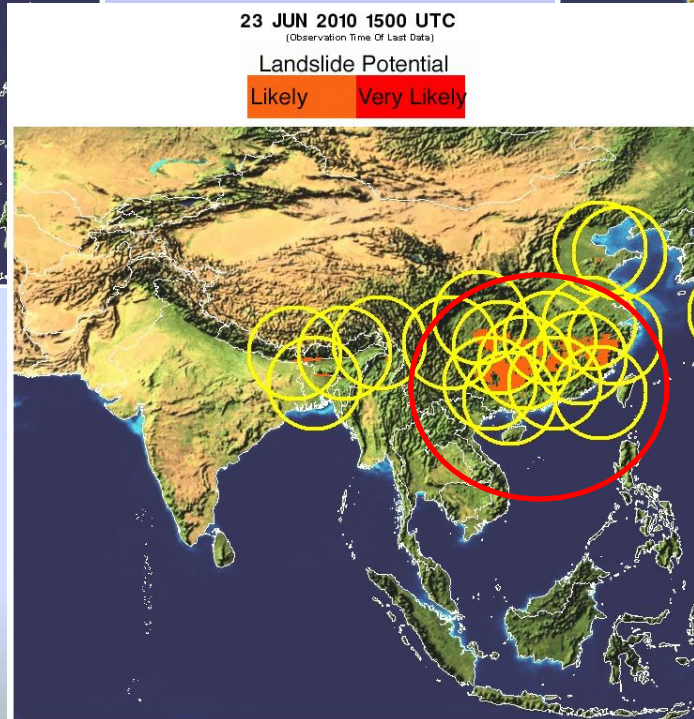 23 JUN 2010 1500 UTC
(Observation Time Of Last Data)
Landslide Potential
Likely Very Likely